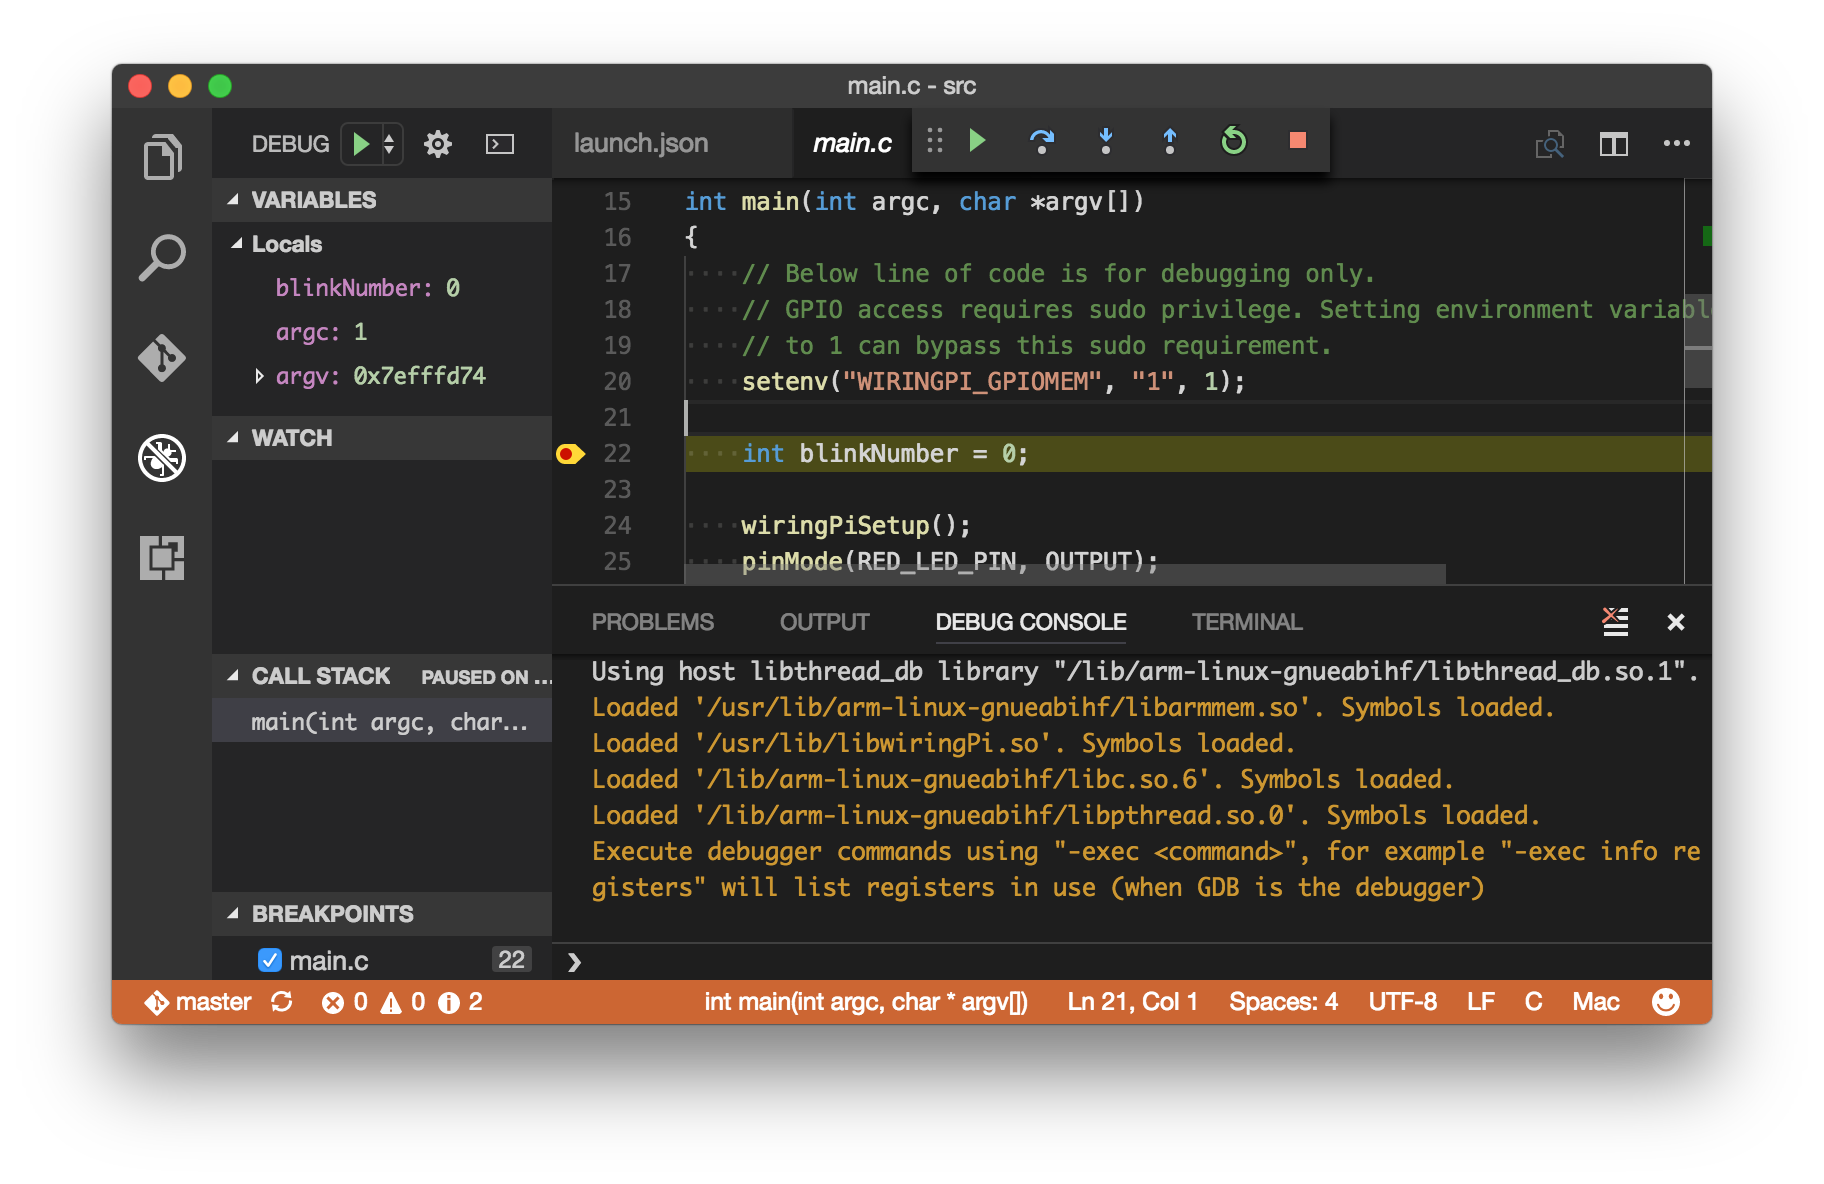 main.c - src
DEBUG
launch.json
main.c
VARIABLES
Locals
blinkNumber: 0
argc: 1
argv: 0x7efffd74
WATCH
CALL STACK PAUSED ON ...
main(int argc, char...
BREAKPOINTS
main.c 22
15 int main(int argc, char *argv[])
16 {
17 // Below line of code is for debugging only.
18 // GPIO access requires sudo privilege. Setting environment variabl
19 // to 1 can bypass this sudo requirement.
20 setenv("WIRINGPI_GPIOMEM", "1", 1);
21
22 int blinkNumber = 0;
23
24 wiringPiSetup();
25 pinMode(RED_LED_PIN, OUTPUT);
PROBLEMS OUTPUT DEBUG CONSOLE TERMINAL
Using host libthread_db library "/lib/arm-linux-gnueabihf/libthread_db.so.1".
Loaded '/usr/lib/arm-linux-gnueabihf/libarmmem.so'. Symbols loaded.
Loaded '/usr/lib/libwiringPi.so'. Symbols loaded.
Loaded '/lib/arm-linux-gnueabihf/libc.so.6'. Symbols loaded.
Loaded '/lib/arm-linux-gnueabihf/libpthread.so.0'. Symbols loaded.
Execute debugger commands using "-exec <command>", for example "-exec info re
gisters" will list registers in use (when GDB is the debugger)
master 0 0 2 int main(int argc, char * argv[]) Ln 21, Col 1 Spaces: 4 UTF-8 LF C Mac